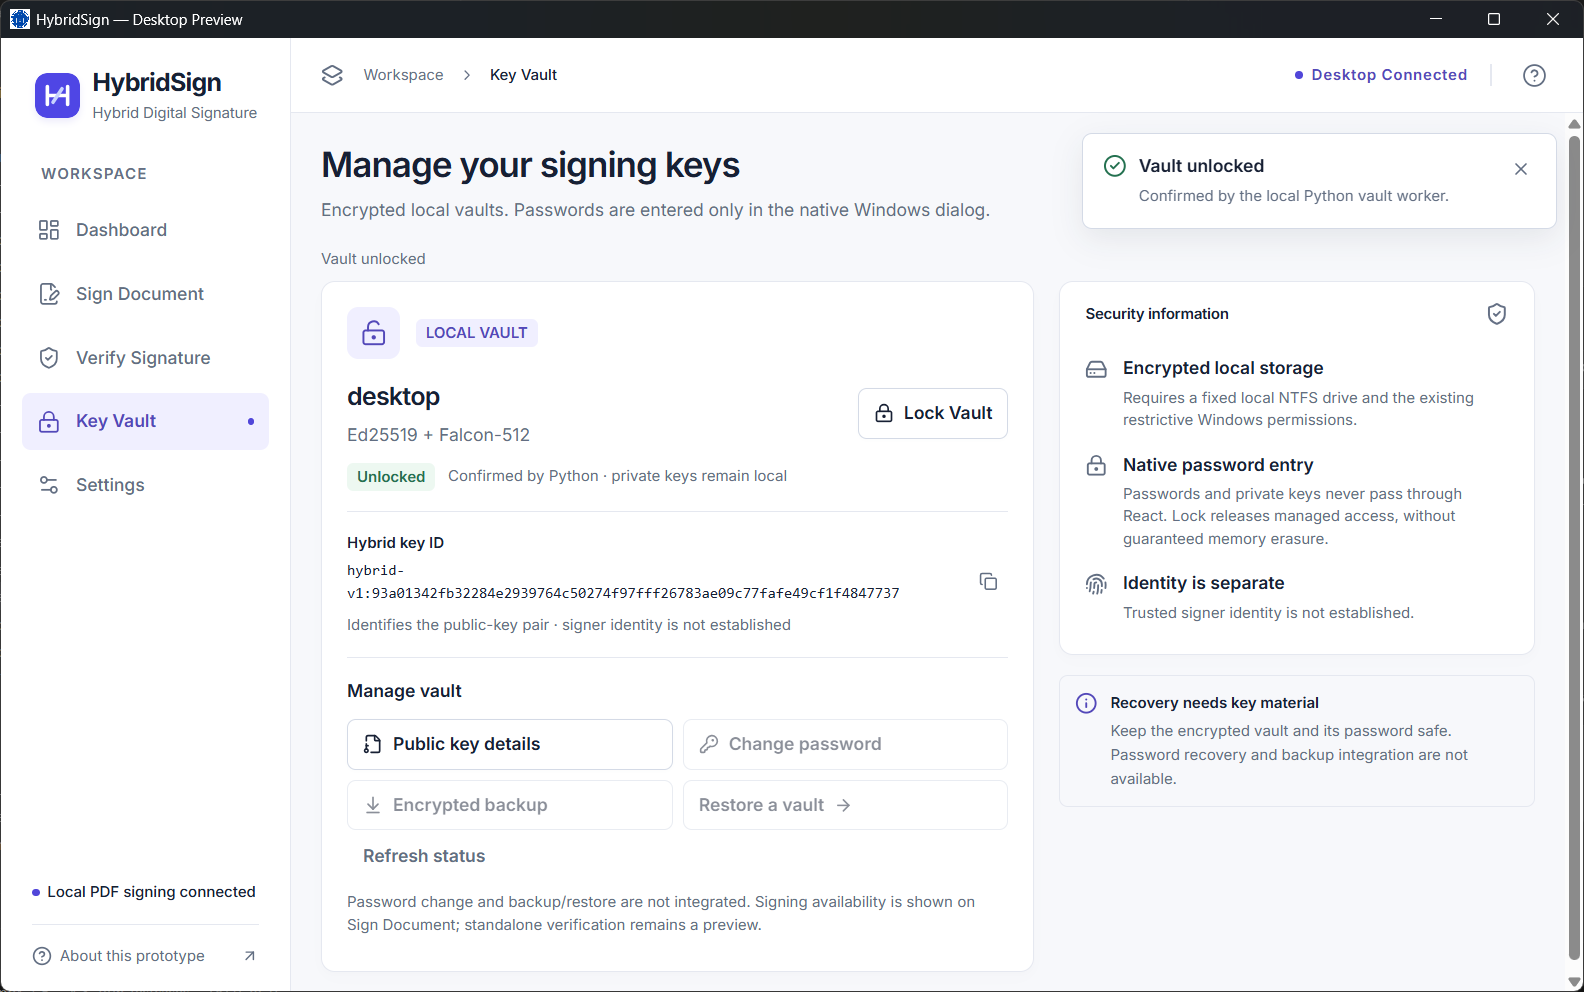 HybridSign — Desktop Preview
HybridSign
Hybrid Digital Signature
WORKSPACE
Dashboard
Sign Document
Verify Signature
Key Vault
Settings
Local PDF signing connected
About this prototype
Workspace
Key Vault
Desktop Connected
Manage your signing keys
Encrypted local vaults. Passwords are entered only in the native Windows dialog.
Vault unlocked
Confirmed by the local Python vault worker.
Vault unlocked
LOCAL VAULT
desktop
Ed25519 + Falcon-512
Lock Vault
Unlocked
Confirmed by Python · private keys remain local
Hybrid key ID
hybrid-
v1:93a01342fb32284e2939764c50274f97fff26783ae09c77fafe49cf1f4847737
Identifies the public-key pair · signer identity is not established
Manage vault
Public key details
Change password
Encrypted backup
Restore a vault
Refresh status
Password change and backup/restore are not integrated. Signing availability is shown on
Sign Document; standalone verification remains a preview.
Security information
Encrypted local storage
Requires a fixed local NTFS drive and the existing
restrictive Windows permissions.
Native password entry
Passwords and private keys never pass through
React. Lock releases managed access, without
guaranteed memory erasure.
Identity is separate
Trusted signer identity is not established.
Recovery needs key material
Keep the encrypted vault and its password safe.
Password recovery and backup integration are not
available.